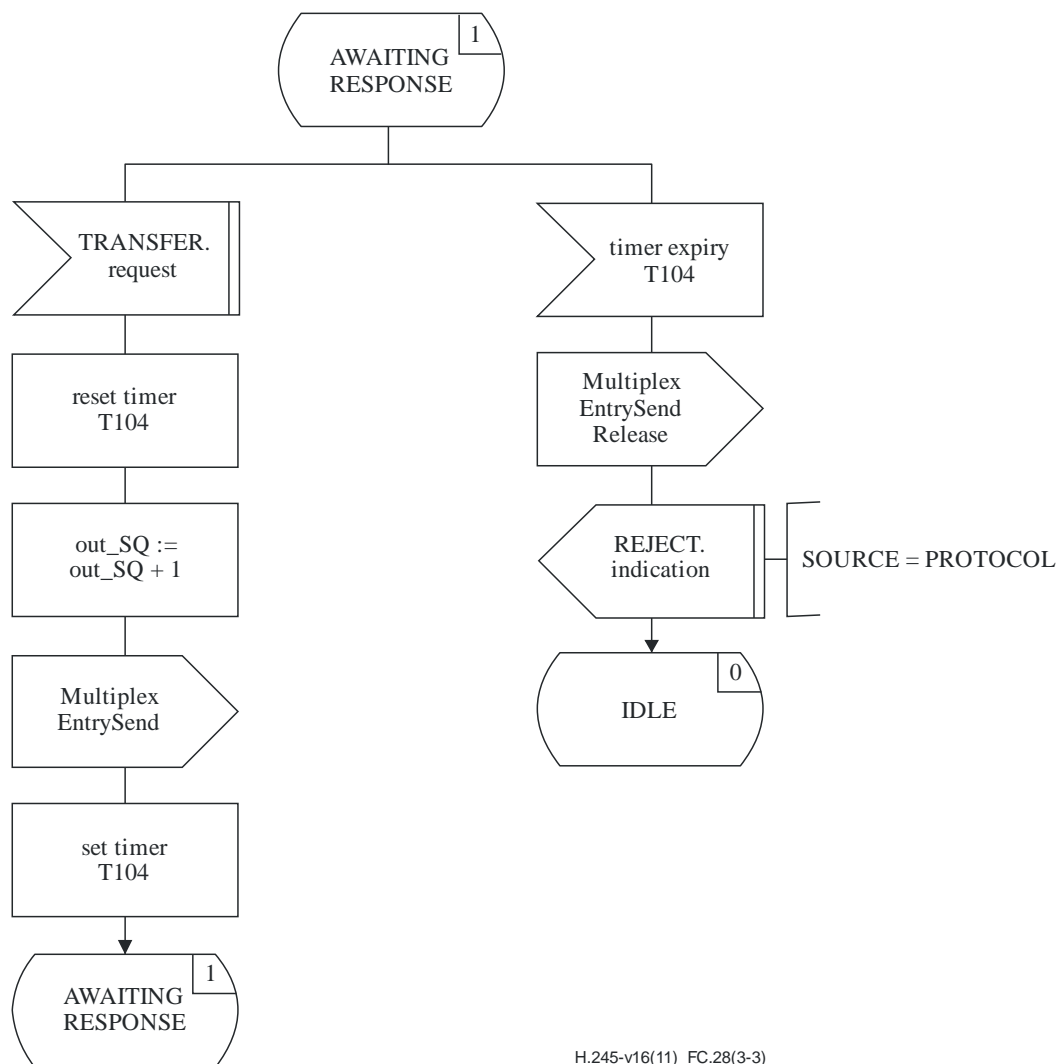 1
AWAITING
RESPONSE
TRANSFER.
request
reset timer
T104
out_SQ :=
out_SQ + 1
Multiplex
EntrySend
set timer
T104
1
AWAITING
RESPONSE
timer expiry
T104
Multiplex
EntrySend
Release
REJECT.
indication
SOURCE = PROTOCOL
0
IDLE
H.245-v16(11)_FC.28(3-3)